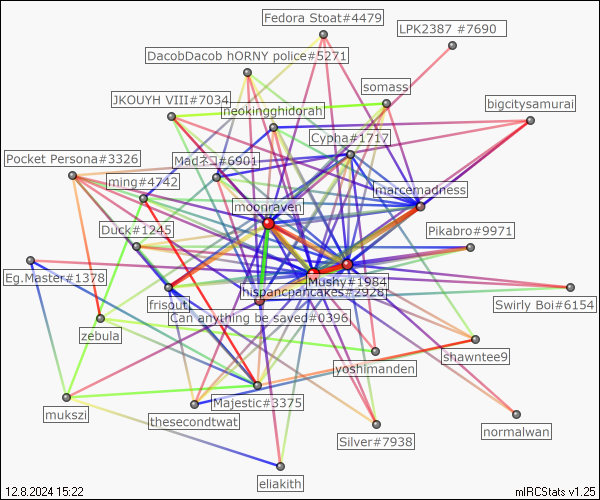 Fedora Stoat#4479
LPK2387 #7690
DacobDacob hORNY police#5271
somass
JKOUYH VIII#7034
neokingghidorah
bigcitysamurai
Cypha#1717
Pocket Persona#3326
Madネコ#6901
ming#4742
marcemadness
moonraven
Duck#1245
Pikabro#9971
Eg.Master#1378
Mushy#1984
hispancpancakes#2926
frisout
Swirly Boi#6154
Can anything be saved#0396
zebula
shawntee9
yoshimanden
mukszi
Majestic#3375
thesecondtwat
normalwan
Silver#7938
eliakith
12.8.2024 15:22
mIRCStats v1.25